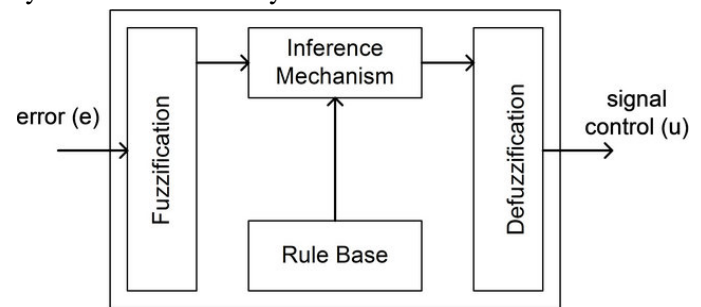 error (e)
Fuzzification
Inference
Mechanism
Rule Base
Defuzzification
signal
control (u)